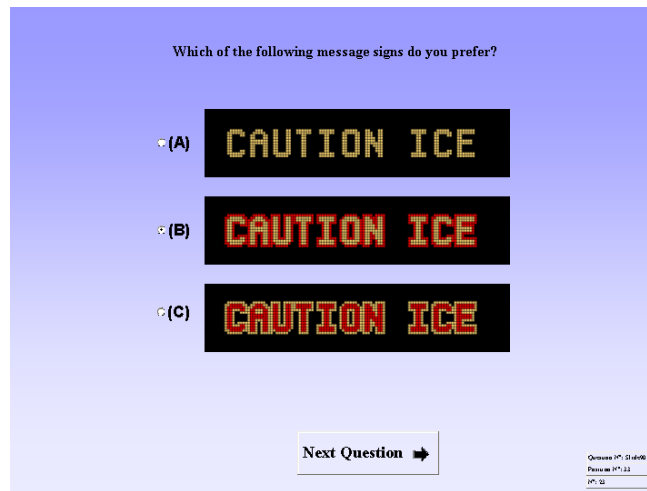 Which of the following message signs do you prefer?
(A) CAUTION ICE
(B) CAUTION ICE
(C) CAUTION ICE
Next Question